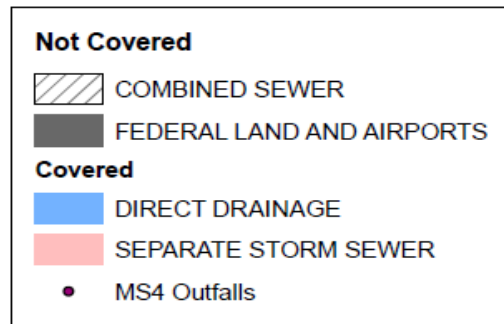 Not Covered
COMBINED SEWER
FEDERAL LAND AND AIRPORTS
Covered
DIRECT DRAINAGE
SEPARATE STORM SEWER
MS4 Outfalls